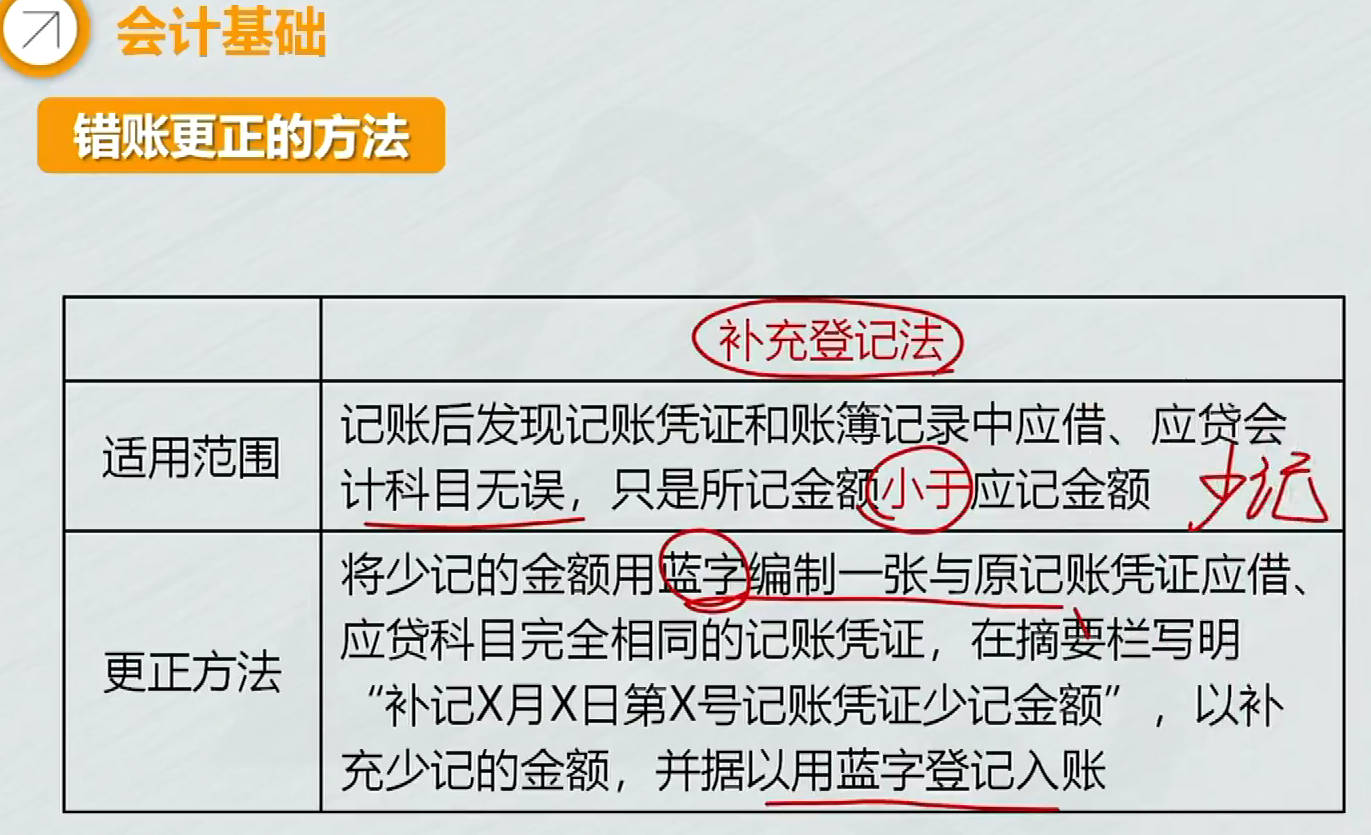 会计基础
错账更正的方法
补充登记法
适用范围
记账后发现记账凭证和账簿记录中应借、应贷会
计科目无误，只是所记金额小于应记金额
少记
更正方法
将少记的金额用蓝字编制一张与原记账凭证应借、
应贷科目完全相同的记账凭证，在摘要栏写明
“补记X月X日第X号记账凭证少记金额”，以补
充少记的金额，并据以用蓝字登记入账